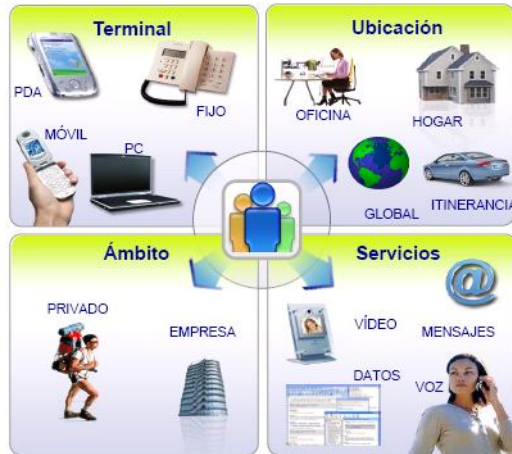 Terminal
PDA
FIJO
MÓVIL
PC
Ubicación
OFICINA
HOGAR
GLOBAL
ITINERANCIA
Ámbito
PRIVADO
EMPRESA
Servicios
@
VÍDEO
MENSAJES
DATOS
VOZ